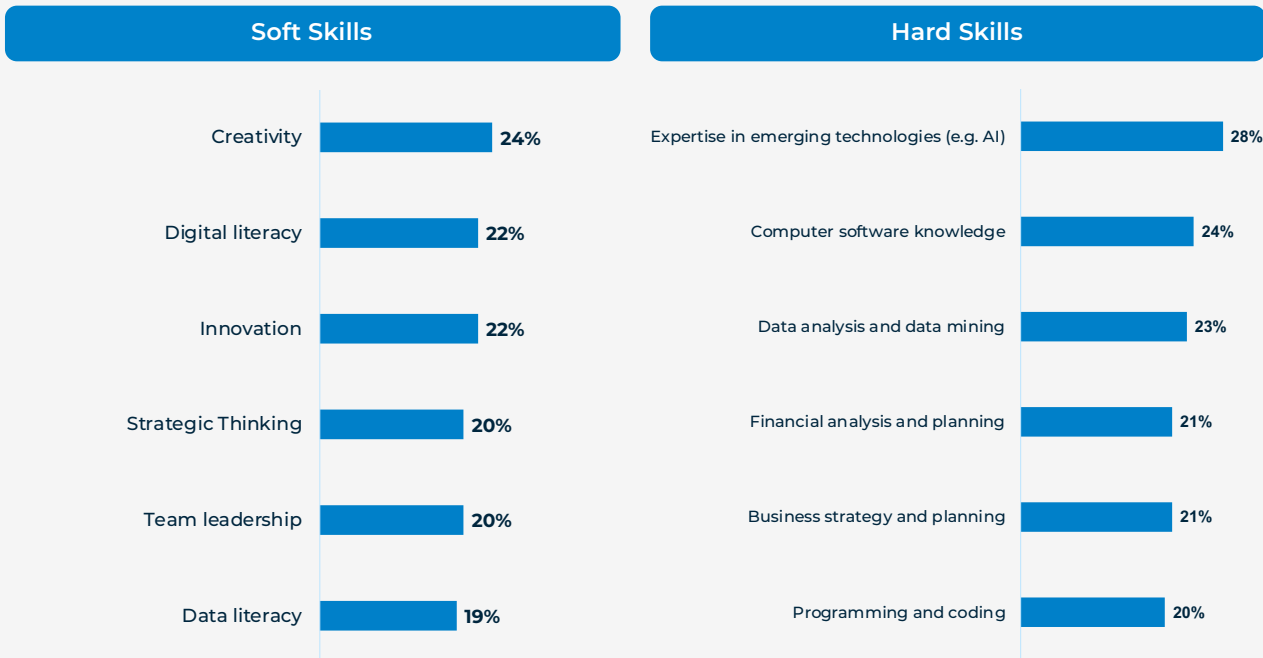 Soft Skills
Creativity 24%
Digital literacy 22%
Innovation 22%
Strategic Thinking 20%
Team leadership 20%
Data literacy 19%
Hard Skills
Expertise in emerging technologies (e.g. AI) 28%
Computer software knowledge 24%
Data analysis and data mining 23%
Financial analysis and planning 21%
Business strategy and planning 21%
Programming and coding 20%